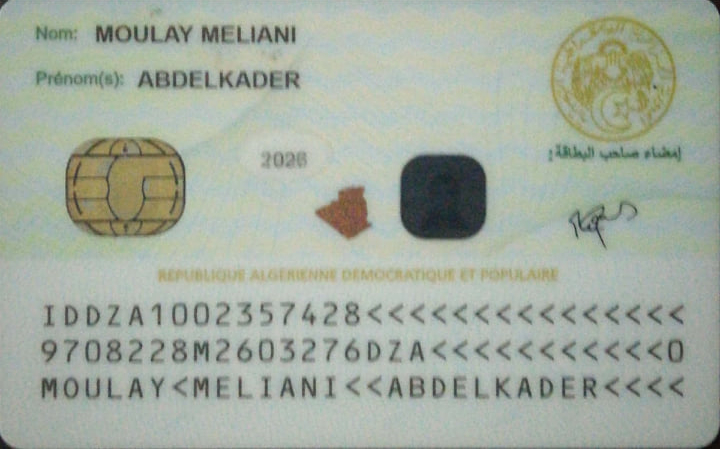 Nom: MOULAY MELIANI
Prénom(s): ABDELKADER
إمضاء صاحب البطاقة:
2026
REPUBLIQUE ALGERIENNE DEMOCRATIQUE ET POPULAIRE
IDDZA1002357428<<<<<<<<<<<<<<<
9708228M2603276DZA<<<<<<<<<<<0
MOULAY<MELIANI<<ABDELKADER<<<<